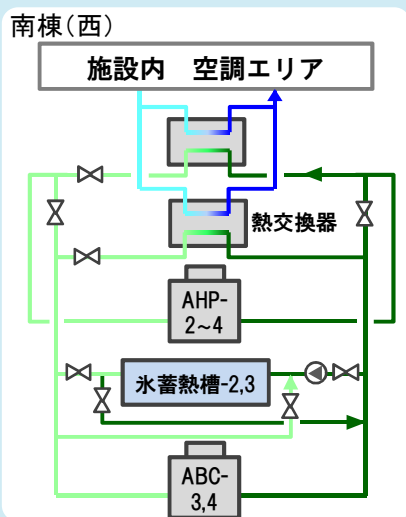 南棟(西)
施設内　空調エリア
熱交換器
AHP-
2~4
氷蓄熱槽-2,3
ABC-
3,4